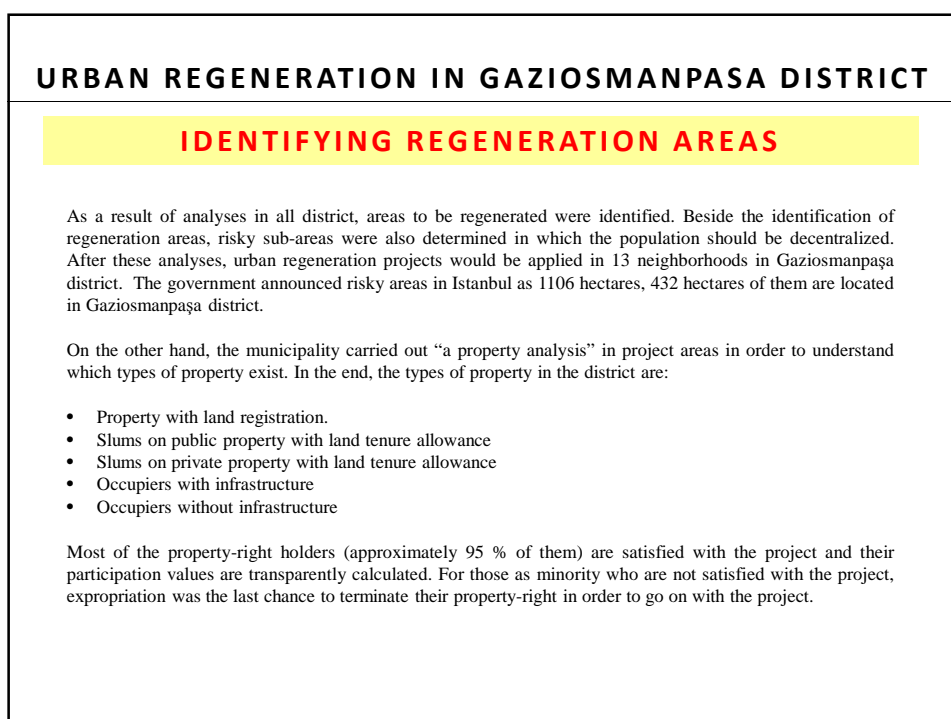 URBAN REGENERATION IN GAZIOSMANPASA DISTRICT
IDENTIFYING REGENERATION AREAS
As a result of analyses in all district, areas to be regenerated were identified. Beside the identification of
regeneration areas, risky sub-areas were also determined in which the population should be decentralized.
After these analyses, urban regeneration projects would be applied in 13 neighborhoods in Gaziosmanpaşa
district. The government announced risky areas in Istanbul as 1106 hectares, 432 hectares of them are located
in Gaziosmanpaşa district.
On the other hand, the municipality carried out “a property analysis” in project areas in order to understand
which types of property exist. In the end, the types of property in the district are:
• Property with land registration.
• Slums on public property with land tenure allowance
• Slums on private property with land tenure allowance
• Occupiers with infrastructure
• Occupiers without infrastructure
Most of the property-right holders (approximately 95 % of them) are satisfied with the project and their
participation values are transparently calculated. For those as minority who are not satisfied with the project,
expropriation was the last chance to terminate their property-right in order to go on with the project.